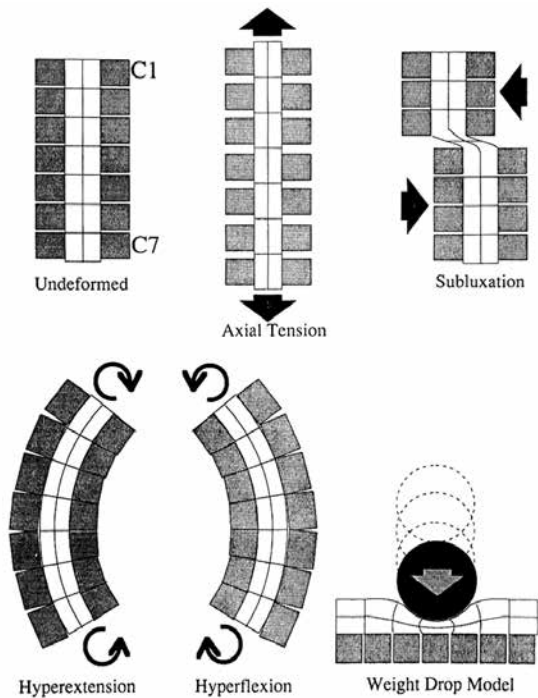 C1
C7
Undeformed
Axial Tension
Subluxation
Hyperextension
Hyperflexion
Weight Drop Model